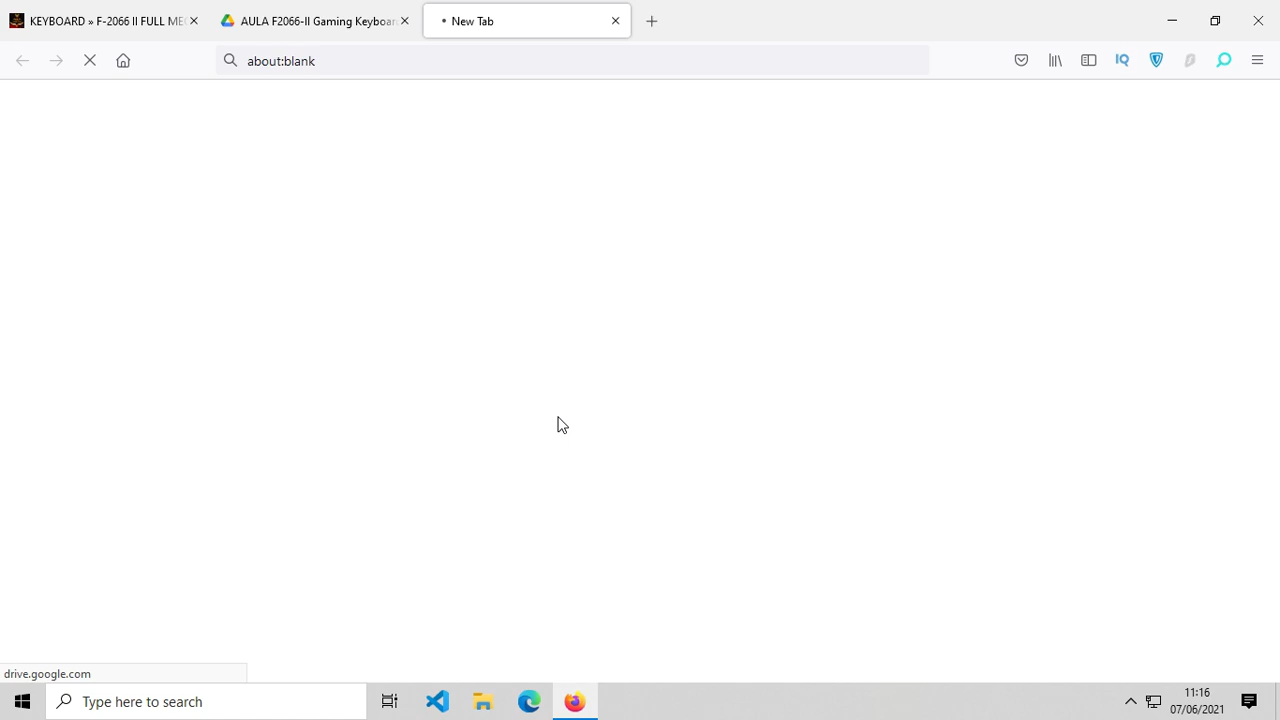 KEYBOARD » F-2066 II FULL ME
AULA F2066-II Gaming Keyboar
New Tab
about:blank
IQ
drive.google.com
Type here to search
11:16
07/06/2021